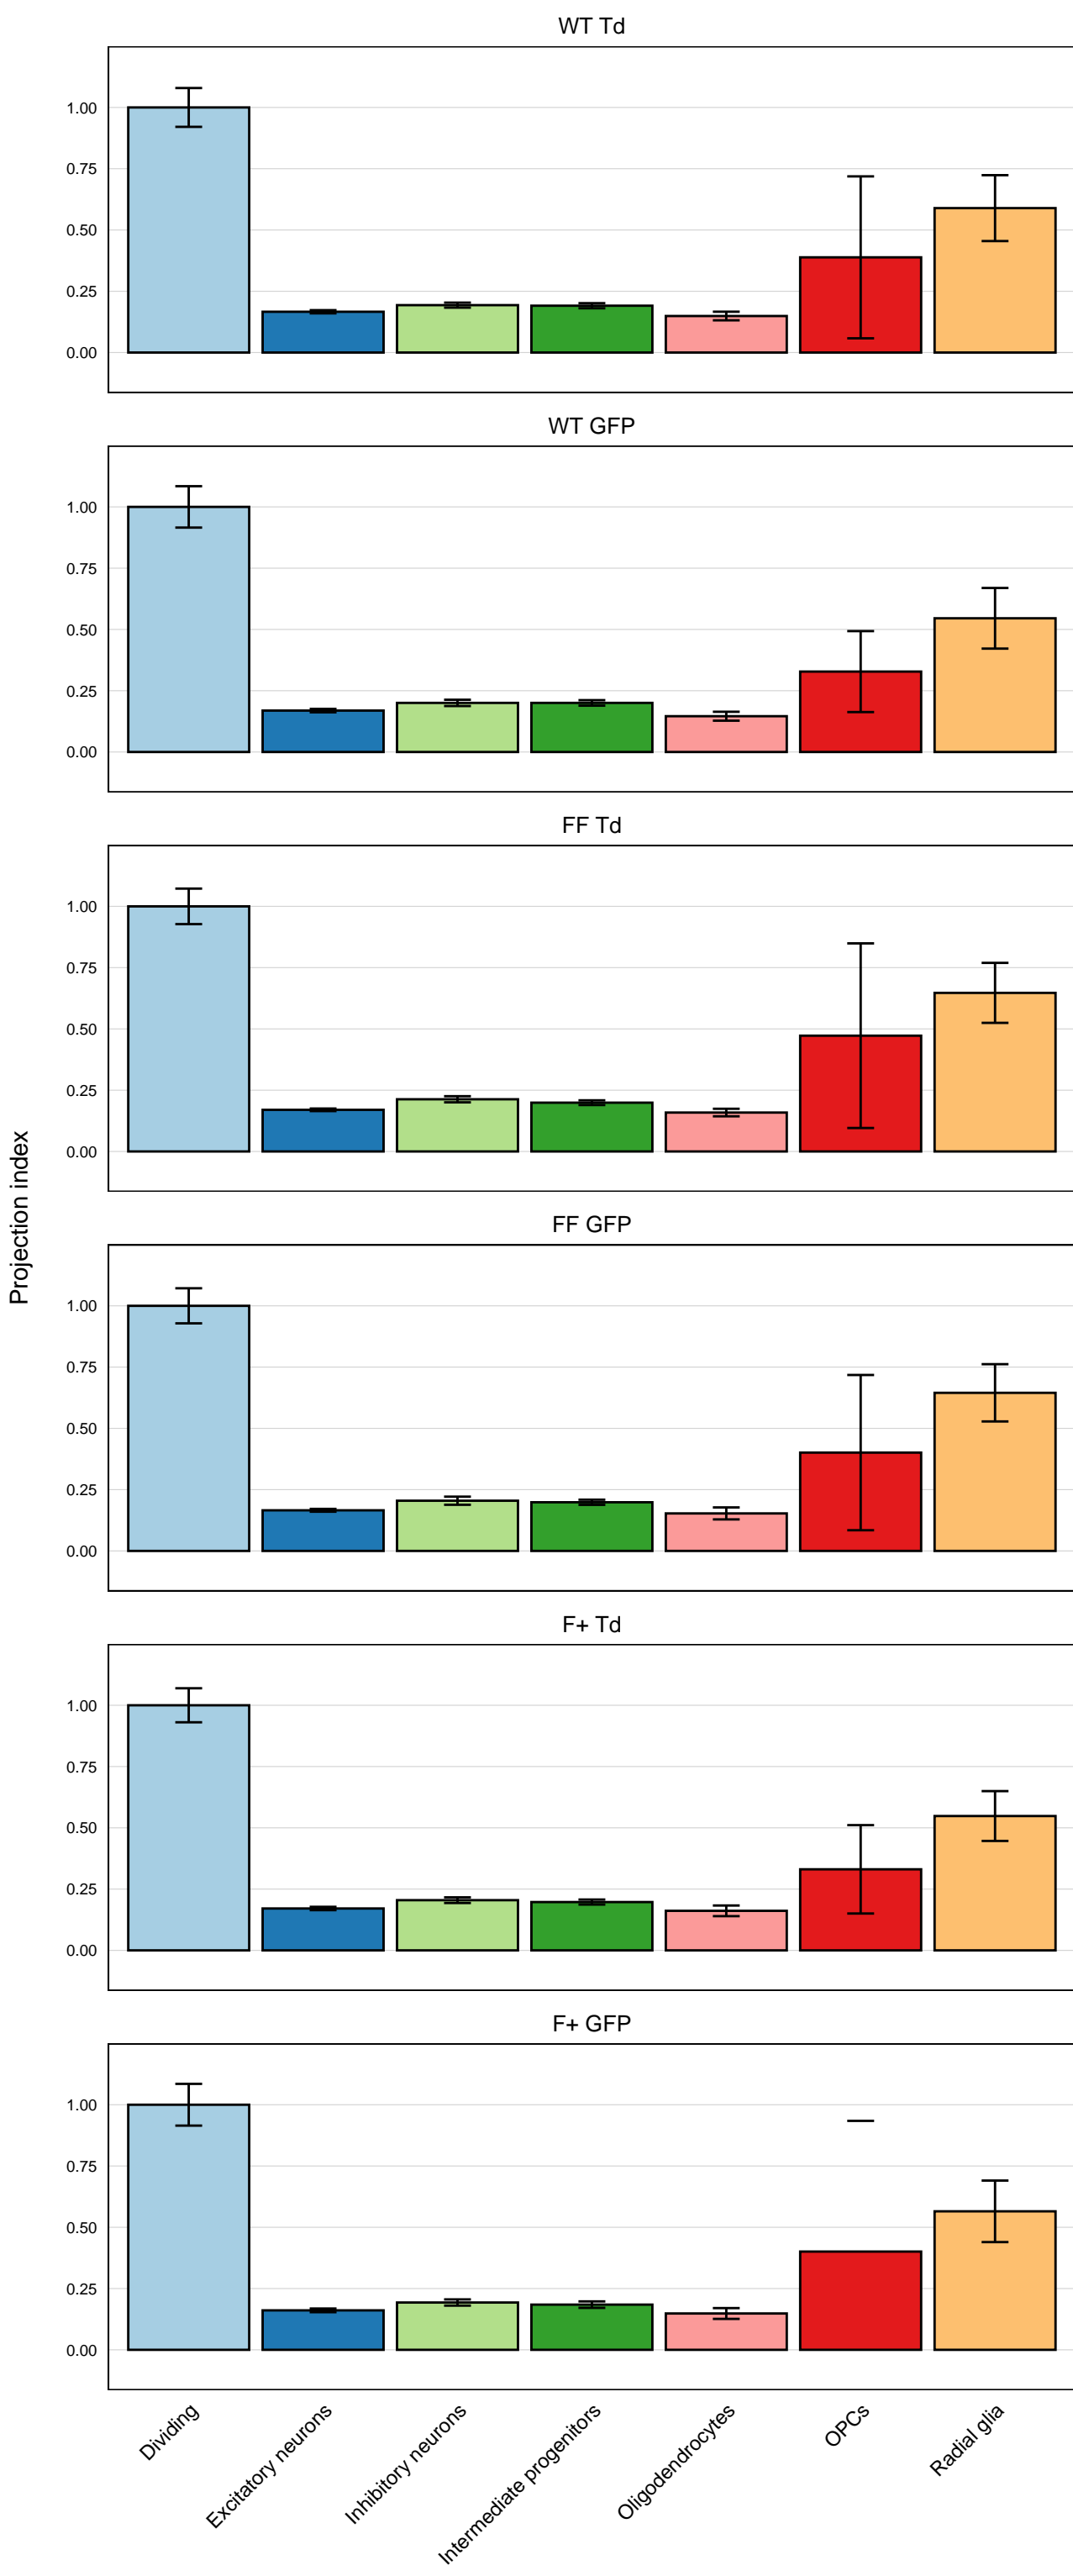 WT Td
1.00
0.75
0.50
0.25
0.00
WT GFP
1.00
0.75
0.50
0.25
0.00
FF Td
1.00
0.75
0.50
0.25
0.00
Projection index
FF GFP
1.00
0.75
0.50
0.25
0.00
F+ Td
1.00
0.75
0.50
0.25
0.00
F+ GFP
1.00
0.75
0.50
0.25
0.00
Dividing
Excitatory neurons
Inhibitory neurons
Intermediate progenitors
Oligodendrocytes
OPCs
Radial glia